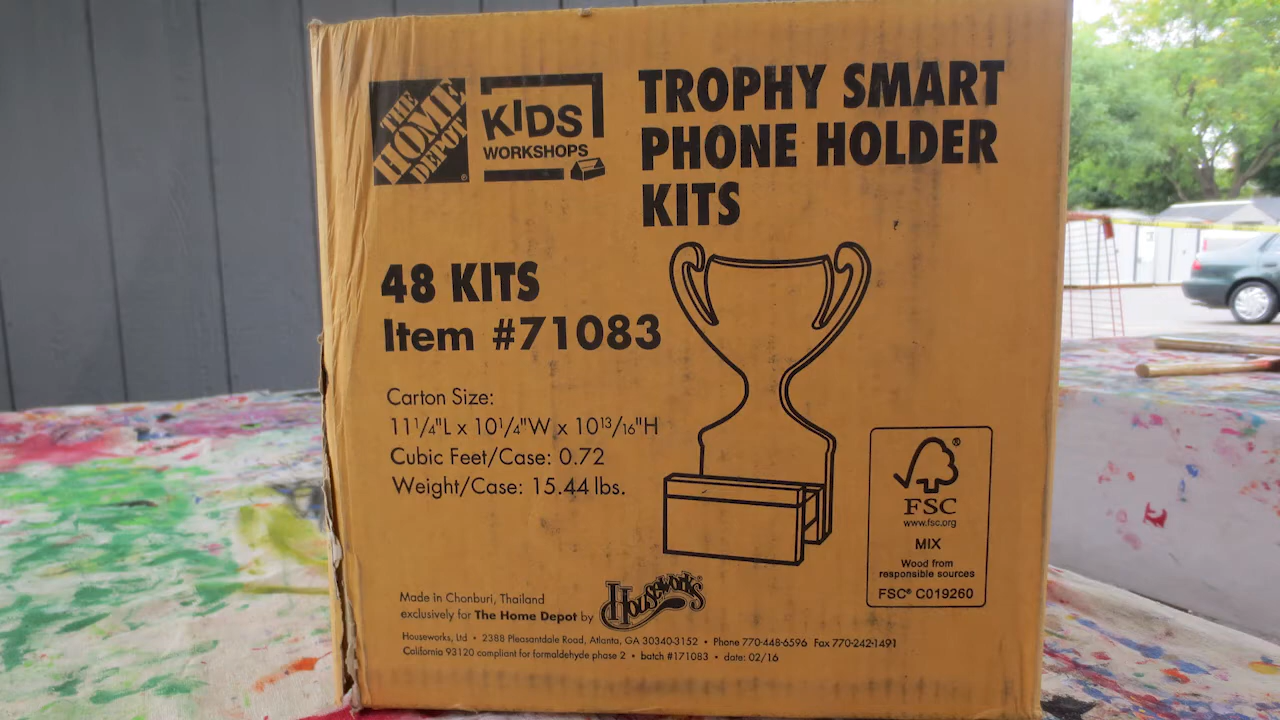 THE
HOME
DEPOT
®
KIDS
WORKSHOPS
TROPHY SMART
PHONE HOLDER
KITS
48 KITS
Item #71083
Carton Size:
11¹/₄"L x 10¹/₄"W x 10¹³/₁₆"H
Cubic Feet/Case: 0.72
Weight/Case: 15.44 lbs.
®
FSC
www.fsc.org
MIX
Wood from
responsible sources
FSC® C019260
Made in Chonburi, Thailand
exclusively for The Home Depot by
Houseworks®
Houseworks, Ltd • 2388 Pleasantdale Road, Atlanta, GA 30340-3152 • Phone 770-448-6596 Fax 770-242-1491
California 93120 compliant for formaldehyde phase 2 • batch #171083 • date: 02/16